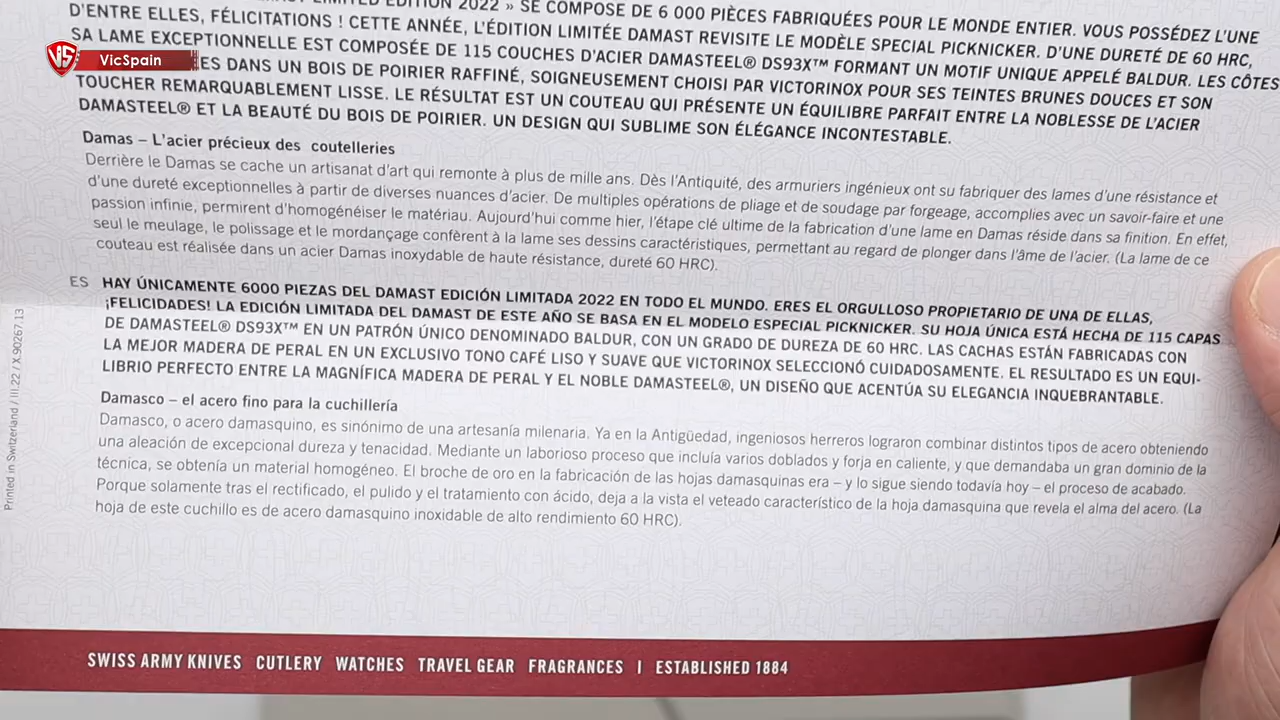 LIMITED EDITION 2022 » SE COMPOSE DE 6 000 PIÈCES FABRIQUÉES POUR LE MONDE ENTIER. VOUS POSSÉDEZ L'UNE
D'ENTRE ELLES, FÉLICITATIONS ! CETTE ANNÉE, L'ÉDITION LIMITÉE DAMAST REVISITE LE MODÈLE SPECIAL PICKNICKER. D'UNE DURETÉ DE 60 HRC,
SA LAME EXCEPTIONNELLE EST COMPOSÉE DE 115 COUCHES D'ACIER DAMASTEEL® DS93X™ FORMANT UN MOTIF UNIQUE APPELÉ BALDUR. LES CÔTES
VS VicSpain
ES DANS UN BOIS DE POIRIER RAFFINÉ, SOIGNEUSEMENT CHOISI PAR VICTORINOX POUR SES TEINTES BRUNES DOUCES ET SON
TOUCHER REMARQUABLEMENT LISSE. LE RÉSULTAT EST UN COUTEAU QUI PRÉSENTE UN ÉQUILIBRE PARFAIT ENTRE LA NOBLESSE DE L'ACIER
DAMASTEEL® ET LA BEAUTÉ DU BOIS DE POIRIER. UN DESIGN QUI SUBLIME SON ÉLÉGANCE INCONTESTABLE.
Damas – L'acier précieux des coutelleries
Derrière le Damas se cache un artisanat d'art qui remonte à plus de mille ans. Dès l'Antiquité, des armuriers ingénieux ont su fabriquer des lames d'une résistance et
d'une dureté exceptionnelles à partir de diverses nuances d'acier. De multiples opérations de pliage et de soudage par forgeage, accomplies avec un savoir-faire et une
passion infinie, permirent d'homogénéiser le matériau. Aujourd'hui comme hier, l'étape clé ultime de la fabrication d'une lame en Damas réside dans sa finition. En effet,
seul le meulage, le polissage et le mordançage confèrent à la lame ses dessins caractéristiques, permettant au regard de plonger dans l'âme de l'acier. (La lame de ce
couteau est réalisée dans un acier Damas inoxydable de haute résistance, dureté 60 HRC).
ES HAY ÚNICAMENTE 6000 PIEZAS DEL DAMAST EDICIÓN LIMITADA 2022 EN TODO EL MUNDO. ERES EL ORGULLOSO PROPIETARIO DE UNA DE ELLAS,
¡FELICIDADES! LA EDICIÓN LIMITADA DEL DAMAST DE ESTE AÑO SE BASA EN EL MODELO ESPECIAL PICKNICKER. SU HOJA ÚNICA ESTÁ HECHA DE 115 CAPAS
DE DAMASTEEL® DS93X™ EN UN PATRÓN ÚNICO DENOMINADO BALDUR, CON UN GRADO DE DUREZA DE 60 HRC. LAS CACHAS ESTÁN FABRICADAS CON
LA MEJOR MADERA DE PERAL EN UN EXCLUSIVO TONO CAFÉ LISO Y SUAVE QUE VICTORINOX SELECCIONÓ CUIDADOSAMENTE. EL RESULTADO ES UN EQUI-
LIBRIO PERFECTO ENTRE LA MAGNÍFICA MADERA DE PERAL Y EL NOBLE DAMASTEEL®, UN DISEÑO QUE ACENTÚA SU ELEGANCIA INQUEBRANTABLE.
Damasco – el acero fino para la cuchillería
Damasco, o acero damasquino, es sinónimo de una artesanía milenaria. Ya en la Antigüedad, ingeniosos herreros lograron combinar distintos tipos de acero obteniendo
una aleación de excepcional dureza y tenacidad. Mediante un laborioso proceso que incluía varios doblados y forja en caliente, y que demandaba un gran dominio de la
técnica, se obtenía un material homogéneo. El broche de oro en la fabricación de las hojas damasquinas era – y lo sigue siendo todavía hoy – el proceso de acabado.
Porque solamente tras el rectificado, el pulido y el tratamiento con ácido, deja a la vista el veteado característico de la hoja damasquina que revela el alma del acero. (La
hoja de este cuchillo es de acero damasquino inoxidable de alto rendimiento 60 HRC).
Printed in Switzerland / III.22 / X.90267.13
SWISS ARMY KNIVES CUTLERY WATCHES TRAVEL GEAR FRAGRANCES | ESTABLISHED 1884